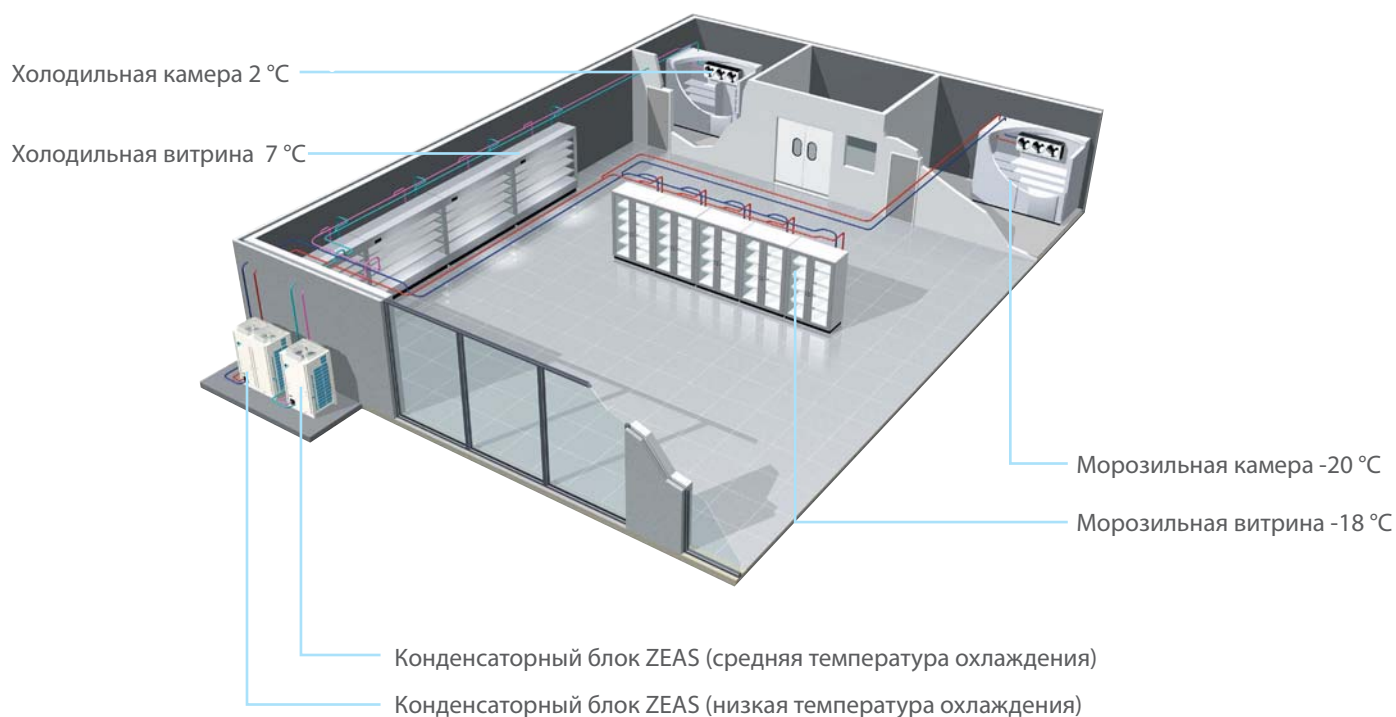 Холодильная камера 2 °C
Холодильная витрина 7 °C
Морозильная камера -20 °C
Морозильная витрина -18 °C
Конденсаторный блок ZEAS (средняя температура охлаждения)
Конденсаторный блок ZEAS (низкая температура охлаждения)